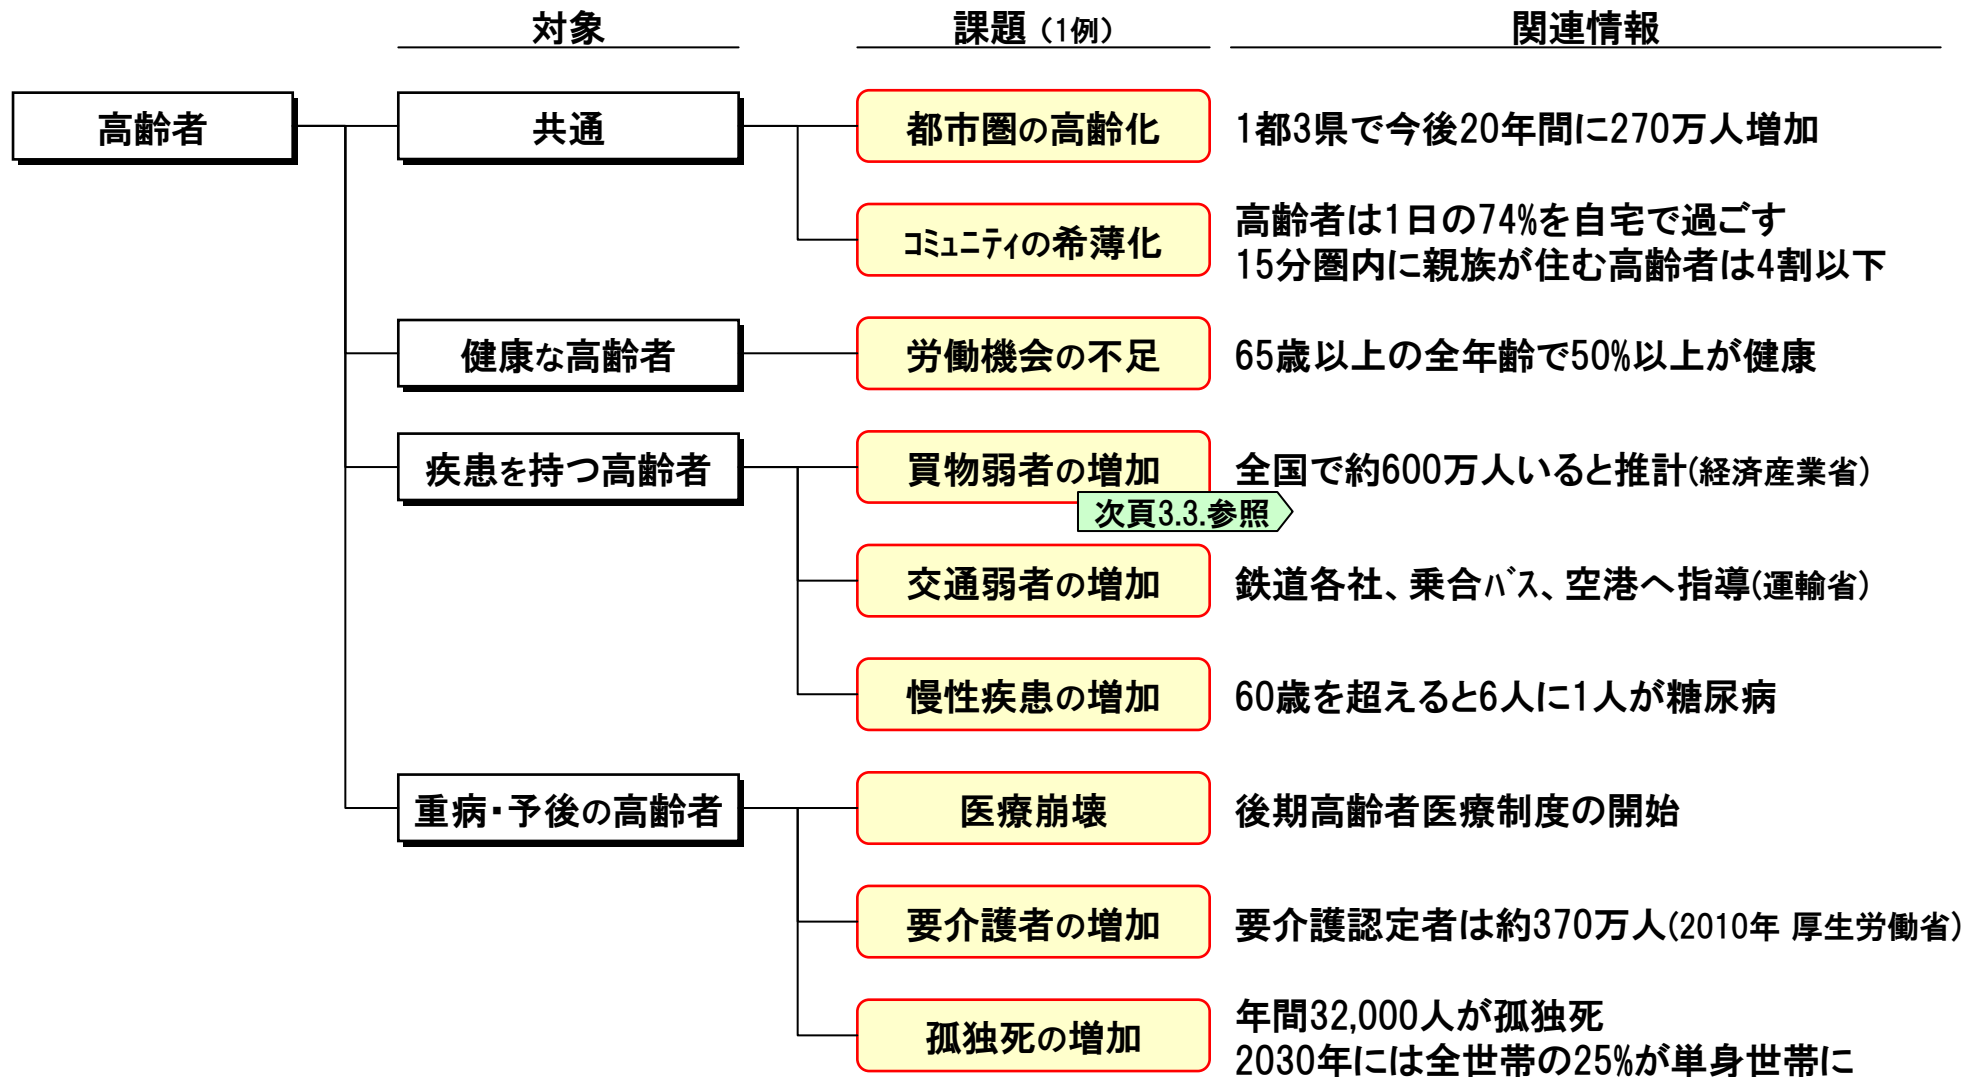 対象
課題（1例）
関連情報
高齢者
共通
都市圏の高齢化
1都3県で今後20年間に270万人増加
ｺﾐｭﾆﾃｨの希薄化
高齢者は1日の74%を自宅で過ごす
15分圏内に親族が住む高齢者は4割以下
健康な高齢者
労働機会の不足
65歳以上の全年齢で50%以上が健康
疾患を持つ高齢者
買物弱者の増加
全国で約600万人いると推計(経済産業省)
次頁3.3.参照
交通弱者の増加
鉄道各社、乗合ﾊﾞｽ、空港へ指導(運輸省)
慢性疾患の増加
60歳を超えると6人に1人が糖尿病
重病・予後の高齢者
医療崩壊
後期高齢者医療制度の開始
要介護者の増加
要介護認定者は約370万人(2010年 厚生労働省)
孤独死の増加
年間32,000人が孤独死
2030年には全世帯の25%が単身世帯に